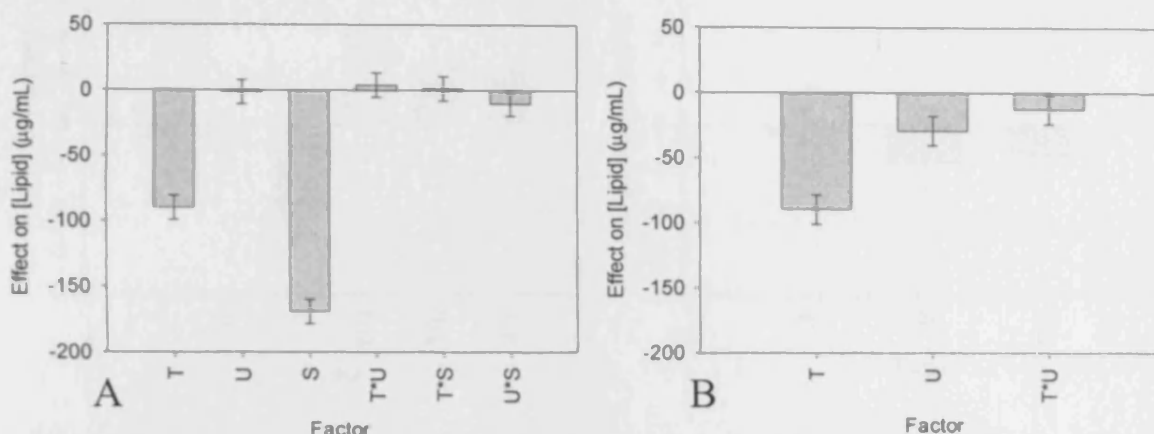 Effect on [Lipid] (µg/mL)
50
0
-50
-100
-150
-200
T
U
S
T*U
T*S
U*S
A
Factor
Effect on [Lipid] (µg/mL)
50
0
-50
-100
-150
-200
T
U
T*U
B
Factor